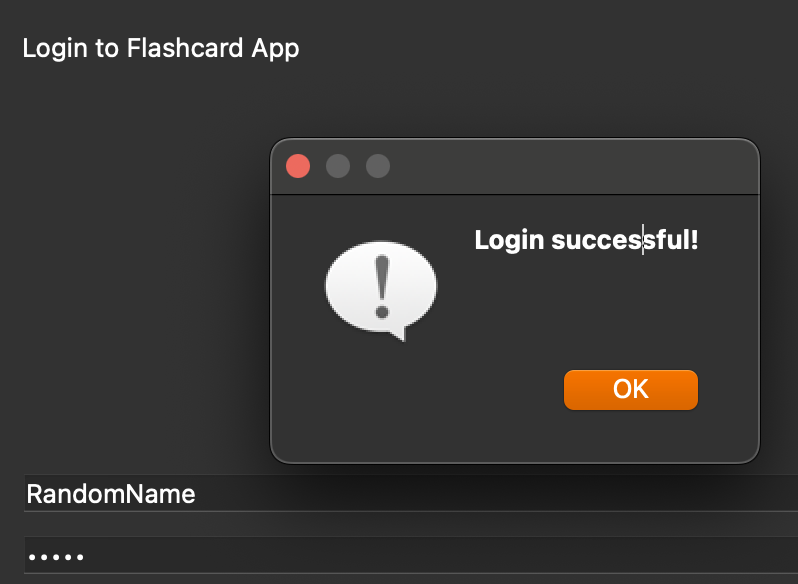 Login to Flashcard App
Login successful!
OK
RandomName
•••••